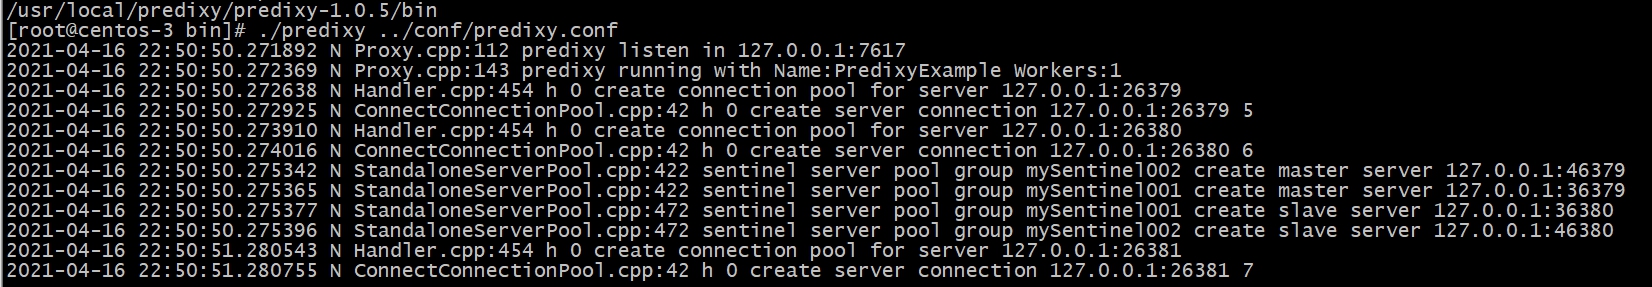 /usr/local/predixy/predixy-1.0.5/bin
[root@centos-3 bin]# ./predixy ../conf/predixy.conf
2021-04-16 22:50:50.271892 N Proxy.cpp:112 predixy listen in 127.0.0.1:7617
2021-04-16 22:50:50.272369 N Proxy.cpp:143 predixy running with Name:PredixyExample Workers:1
2021-04-16 22:50:50.272638 N Handler.cpp:454 h 0 create connection pool for server 127.0.0.1:26379
2021-04-16 22:50:50.272925 N ConnectConnectionPool.cpp:42 h 0 create server connection 127.0.0.1:26379 5
2021-04-16 22:50:50.273910 N Handler.cpp:454 h 0 create connection pool for server 127.0.0.1:26380
2021-04-16 22:50:50.274016 N ConnectConnectionPool.cpp:42 h 0 create server connection 127.0.0.1:26380 6
2021-04-16 22:50:50.275342 N StandaloneServerPool.cpp:422 sentinel server pool group mySentinel002 create master server 127.0.0.1:46379
2021-04-16 22:50:50.275365 N StandaloneServerPool.cpp:422 sentinel server pool group mySentinel001 create master server 127.0.0.1:36379
2021-04-16 22:50:50.275377 N StandaloneServerPool.cpp:472 sentinel server pool group mySentinel001 create slave server 127.0.0.1:36380
2021-04-16 22:50:50.275396 N StandaloneServerPool.cpp:472 sentinel server pool group mySentinel002 create slave server 127.0.0.1:46380
2021-04-16 22:50:51.280543 N Handler.cpp:454 h 0 create connection pool for server 127.0.0.1:26381
2021-04-16 22:50:51.280755 N ConnectConnectionPool.cpp:42 h 0 create server connection 127.0.0.1:26381 7